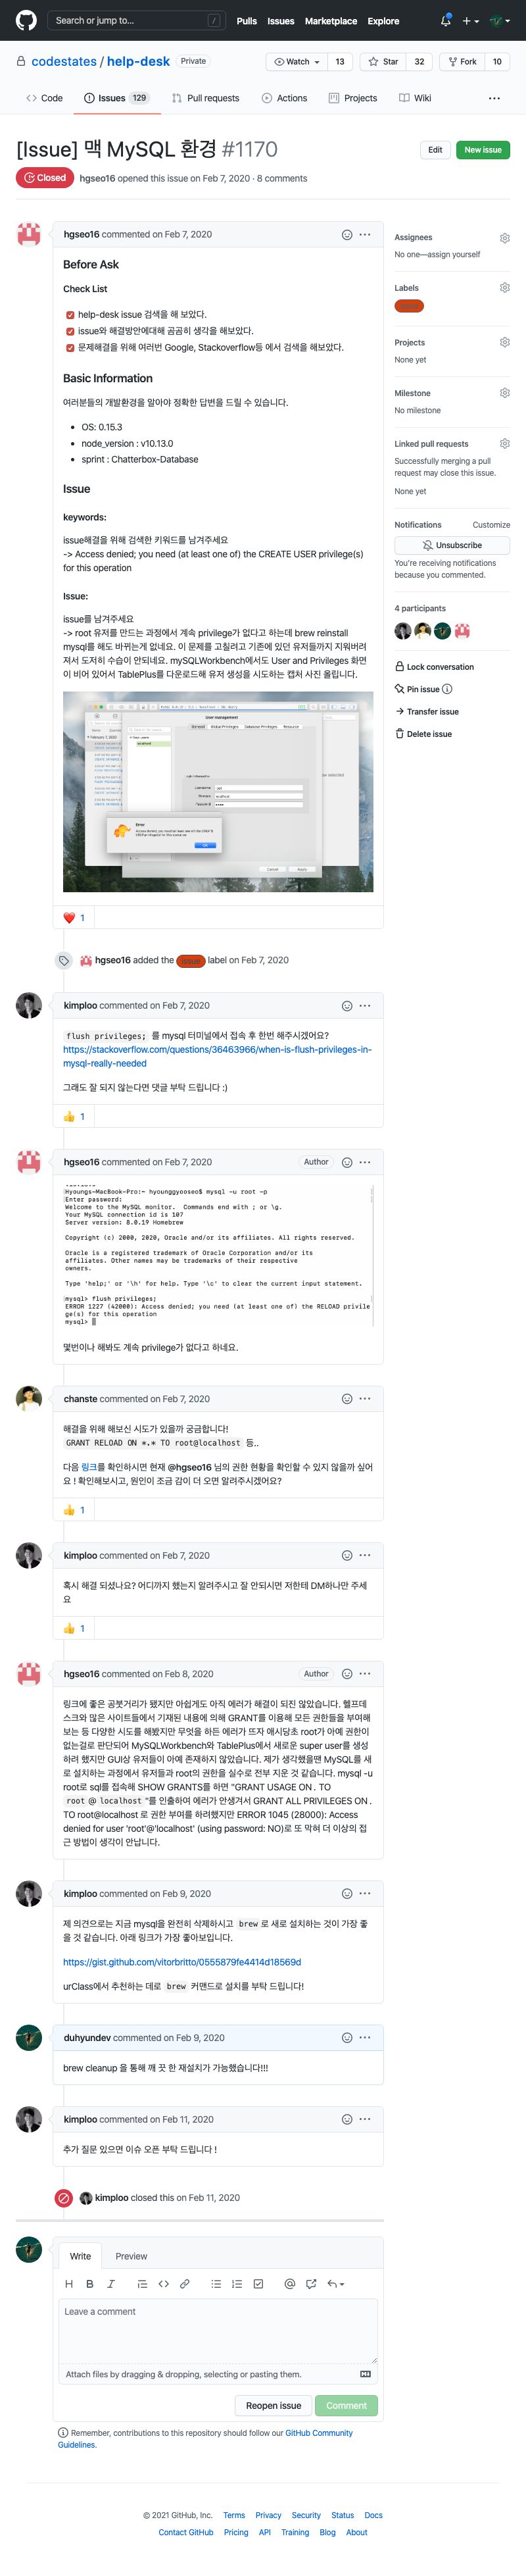 Search or jump to... /
Pulls Issues Marketplace Explore
codestates / help-desk Private
Watch 13 Star 32 Fork 10
Code Issues 129 Pull requests Actions Projects Wiki ...
[Issue] 맥 MySQL 환경 #1170
Edit New issue
Closed hgseo16 opened this issue on Feb 7, 2020 · 8 comments
hgseo16 commented on Feb 7, 2020
Before Ask
Check List
help-desk issue 검색을 해 보았다.
issue와 해결방안에대해 곰곰히 생각을 해보았다.
문제해결을 위해 여러번 Google, Stackoverflow등 에서 검색을 해보았다.
Basic Information
여러분들의 개발환경을 알아야 정확한 답변을 드릴 수 있습니다.
• OS: 0.15.3
• node_version : v10.13.0
• sprint : Chatterbox-Database
Issue
keywords:
issue해결을 위해 검색한 키워드를 남겨주세요
-> Access denied; you need (at least one of) the CREATE USER privilege(s)
for this operation
Issue:
issue를 남겨주세요
-> root 유저를 만드는 과정에서 계속 privilege가 없다고 하는데 brew reinstall
mysql를 해도 바뀌는게 없네요. 이 문제를 고칠려고 기존에 있던 유저들까지 지워버려
져서 도저히 수습이 안되네요. mySQLWorkbench에서도 User and Privileges 화면
이 비어 있어서 TablePlus를 다운로드해 유저 생성을 시도하는 캡처 사진 올립니다.
User management
Error
❤️ 1
hgseo16 added the issue label on Feb 7, 2020
kimploo commented on Feb 7, 2020
flush privileges; 를 mysql 터미널에서 접속 후 한번 해주시겠어요?
https://stackoverflow.com/questions/36463966/when-is-flush-privileges-in-
mysql-really-needed
그래도 잘 되지 않는다면 댓글 부탁 드립니다 :)
👍 1
hgseo16 commented on Feb 7, 2020 Author
Hyoungs-MacBook-Pro:~ hyounggyoseo$ mysql -u root -p
Enter password:
Welcome to the MySQL monitor. Commands end with ; or \g.
Your MySQL connection id is 107
Server version: 8.0.19 Homebrew
Copyright (c) 2000, 2020, Oracle and/or its affiliates. All rights reserved.
Oracle is a registered trademark of Oracle Corporation and/or its
affiliates. Other names may be trademarks of their respective
owners.
Type 'help;' or '\h' for help. Type '\c' to clear the current input statement.
mysql> flush privileges;
ERROR 1227 (42000): Access denied; you need (at least one of) the RELOAD privile
ge(s) for this operation
mysql>
몇번이나 해봐도 계속 privilege가 없다고 하네요.
chanste commented on Feb 7, 2020
해결을 위해 해보신 시도가 있을까 궁금합니다!
GRANT RELOAD ON *.* TO root@localhost 등..
다음 링크를 확인하시면 현재 @hgseo16 님의 권한 현황을 확인할 수 있지 않을까 싶어
요 ! 확인해보시고, 원인이 조금 감이 더 오면 알려주시겠어요?
👍 1
kimploo commented on Feb 7, 2020
혹시 해결 되셨나요? 어디까지 했는지 알려주시고 잘 안되시면 저한테 DM하나만 주세
요
👍 1
hgseo16 commented on Feb 8, 2020 Author
링크에 좋은 공붓거리가 됐지만 아쉽게도 아직 에러가 해결이 되진 않았습니다. 헬프데
스크와 많은 사이트들에서 기재된 내용에 의해 GRANT를 이용해 모든 권한들을 부여해
보는 등 다양한 시도를 해봤지만 무엇을 하든 에러가 뜨자 애시당초 root가 아예 권한이
없는걸로 판단되어 MySQLWorkbench와 TablePlus에서 새로운 super user를 생성
하려 했지만 GUI상 유저들이 아예 존재하지 않았습니다. 제가 생각했을땐 MySQL를 새
로 설치하는 과정에서 유저들과 root의 권한을 실수로 전부 지운 것 같습니다. mysql -u
root로 sql를 접속해 SHOW GRANTS를 하면 "GRANT USAGE ON . TO
root @ localhost "를 인출하여 에러가 안생겨서 GRANT ALL PRIVILEGES ON .
TO root@localhost 로 권한 부여를 하려했지만 ERROR 1045 (28000): Access
denied for user 'root'@'localhost' (using password: NO)로 또 막혀 더 이상의 접
근 방법이 생각이 안납니다.
kimploo commented on Feb 9, 2020
제 의견으로는 지금 mysql을 완전히 삭제하시고 brew 로 새로 설치하는 것이 가장 좋
을 것 같습니다. 아래 링크가 가장 좋아보입니다.
https://gist.github.com/vitorbritto/0555879fe4414d18569d
urClass에서 추천하는 데로 brew 커맨드로 설치를 부탁 드립니다!
duhyundev commented on Feb 9, 2020
brew cleanup 을 통해 깨 끗 한 재설치가 가능했습니다!!!
kimploo commented on Feb 11, 2020
추가 질문 있으면 이슈 오픈 부탁 드립니다 !
kimploo closed this on Feb 11, 2020
Write Preview
Leave a comment
Attach files by dragging & dropping, selecting or pasting them.
Reopen issue Comment
Remember, contributions to this repository should follow our GitHub Community
Guidelines.
Assignees
No one—assign yourself
Labels
issue
Projects
None yet
Milestone
No milestone
Linked pull requests
Successfully merging a pull
request may close this issue.
None yet
Notifications Customize
Unsubscribe
You're receiving notifications
because you commented.
4 participants
Lock conversation
Pin issue
Transfer issue
Delete issue
© 2021 GitHub, Inc. Terms Privacy Security Status Docs
Contact GitHub Pricing API Training Blog About